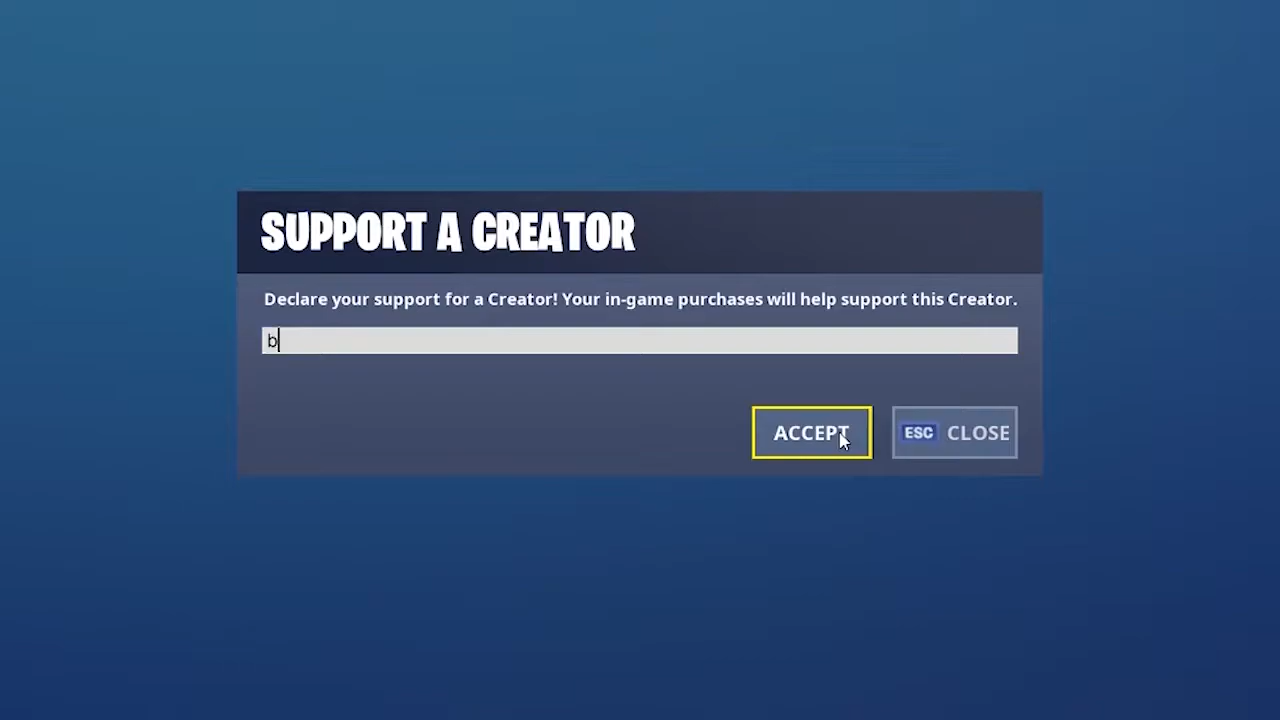 SUPPORT A CREATOR
Declare your support for a Creator! Your in-game purchases will help support this Creator.
b
ACCEPT
ESC CLOSE